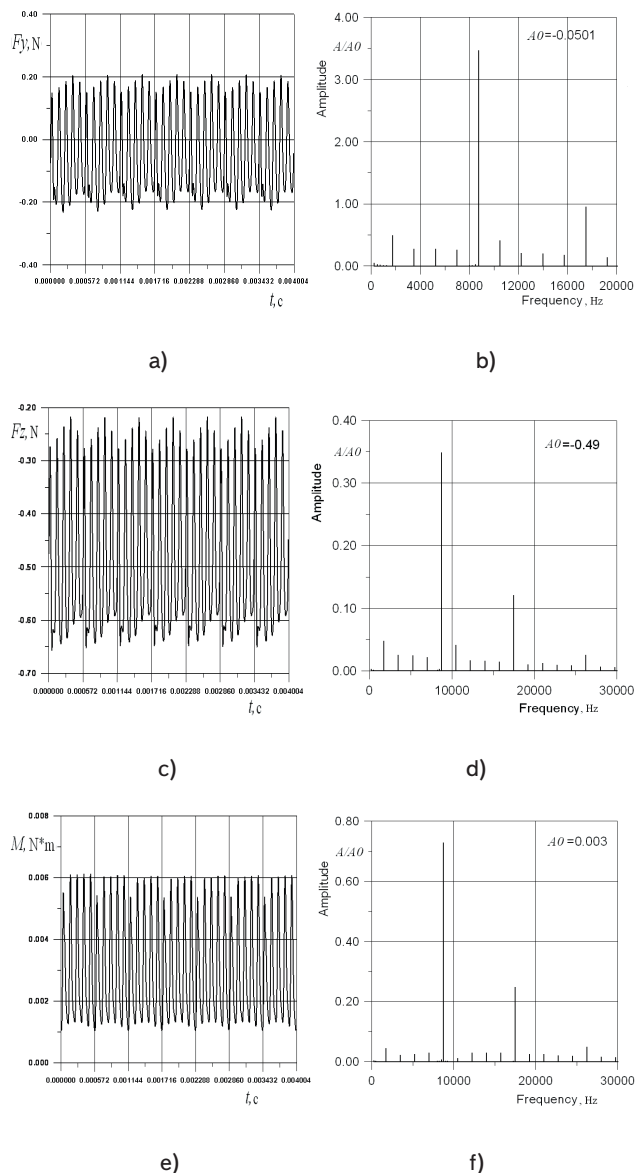 Fy, N
0.40
0.20
0.00
-0.20
-0.40
0.000000 0.000572 0.001144 0.001716 0.002288 0.002860 0.003432 0.004004
t, c
a)
A0=-0.0501
Amplitude
A/A0
4.00
3.00
2.00
1.00
0.00
0 4000 8000 12000 16000 20000
Frequency, Hz
b)
Fz, N
-0.20
-0.30
-0.40
-0.50
-0.60
-0.70
0.000000 0.000572 0.001144 0.001716 0.002288 0.002860 0.003432 0.004004
t, c
c)
A0=-0.49
Amplitude
A/A0
0.40
0.30
0.20
0.10
0.00
0 10000 20000 30000
Frequency, Hz
d)
M, N*m
0.008
0.006
0.004
0.002
0.000
0.000000 0.000572 0.001144 0.001716 0.002288 0.002860 0.003432 0.004004
t, c
e)
A0=0.003
Amplitude
A/A0
0.80
0.60
0.40
0.20
0.00
0 10000 20000 30000
Frequency, Hz
f)